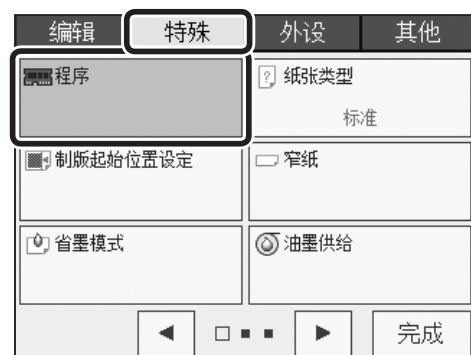 编辑 特殊 外设 其他
程序 纸张类型
标准
制版起始位置设定 窄纸
省墨模式 油墨供给
完成